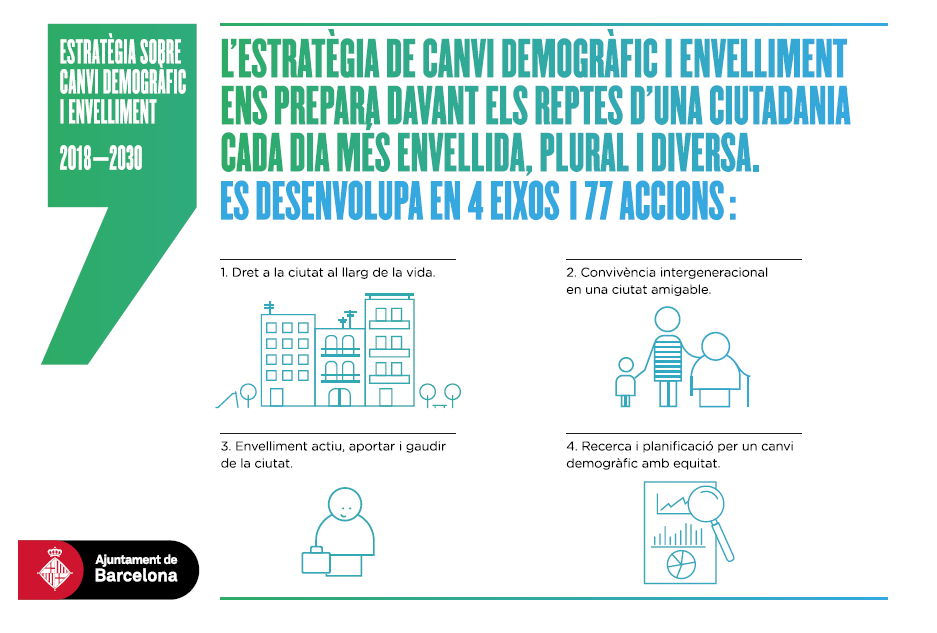 ESTRATÈGIA SOBRE
CANVI DEMOGRÀFIC
I ENVELLIMENT
2018—2030
L'ESTRATÈGIA DE CANVI DEMOGRÀFIC I ENVELLIMENT
ENS PREPARA DAVANT ELS REPTES D'UNA CIUTADANIA
CADA DIA MÉS ENVELLIDA, PLURAL I DIVERSA.
ES DESENVOLUPA EN 4 EIXOS I 77 ACCIONS:
1. Dret a la ciutat al llarg de la vida.
2. Convivència intergeneracional
en una ciutat amigable.
3. Envelliment actiu, aportar i gaudir
de la ciutat.
4. Recerca i planificació per un canvi
demogràfic amb equitat.
Ajuntament de
Barcelona